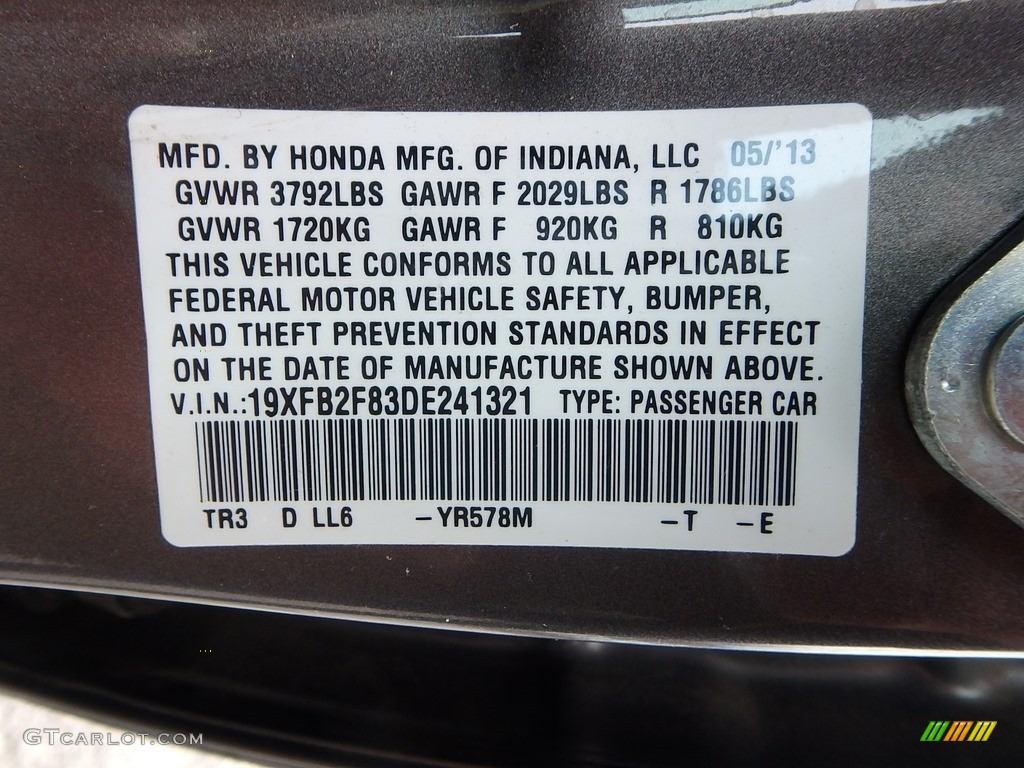 MFD. BY HONDA MFG. OF INDIANA, LLC 05/'13
GVWR 3792LBS GAWR F 2029LBS R 1786LBS
GVWR 1720KG GAWR F 920KG R 810KG
THIS VEHICLE CONFORMS TO ALL APPLICABLE
FEDERAL MOTOR VEHICLE SAFETY, BUMPER,
AND THEFT PREVENTION STANDARDS IN EFFECT
ON THE DATE OF MANUFACTURE SHOWN ABOVE.
V.I.N.:19XFB2F83DE241321 TYPE: PASSENGER CAR
TR3 D LL6 -YR578M -T -E
GTCARLOT.COM